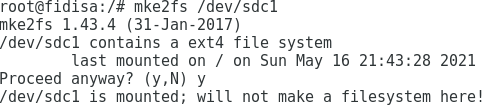 root@fidisa:/# mke2fs /dev/sdc1
mke2fs 1.43.4 (31-Jan-2017)
/dev/sdc1 contains a ext4 file system
        last mounted on / on Sun May 16 21:43:28 2021
Proceed anyway? (y,N) y
/dev/sdc1 is mounted; will not make a filesystem here!